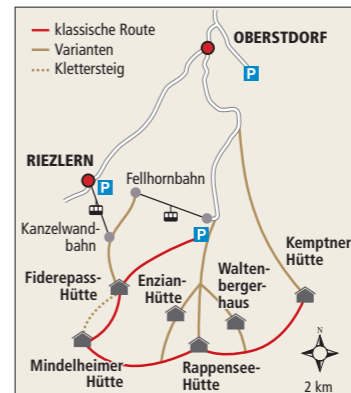 klassische Route
Varianten
Klettersteig
OBERSTDORF
P
RIEZLERN
P
Fellhornbahn
Kanzelwand-
bahn
P
Fiderepass-
Hütte
Enzian-
Hütte
Walten-
berger-
haus
Kemptner
Hütte
Mindelheimer
Hütte
Rappensee-
Hütte
N
2 km